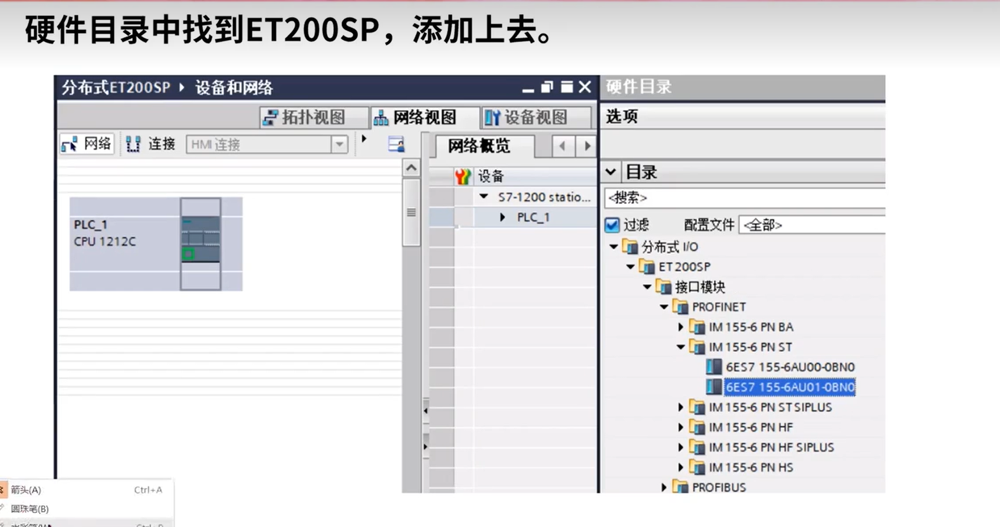 硬件目录中找到ET200SP，添加上去。
分布式ET200SP ▸ 设备和网络
拓扑视图 网络视图 设备视图
网络 连接 HMI 连接
PLC_1
CPU 1212C
网络概览
设备
S7-1200 statio...
PLC_1
硬件目录
选项
目录
<搜索>
过滤 配置文件 <全部>
分布式 I/O
ET 200SP
接口模块
PROFINET
IM 155-6 PN BA
IM 155-6 PN ST
6ES7 155-6AU00-0BN0
6ES7 155-6AU01-0BN0
IM 155-6 PN ST SIPLUS
IM 155-6 PN HF
IM 155-6 PN HF SIPLUS
IM 155-6 PN HS
PROFIBUS
箭头(A) Ctrl+A
圆珠笔(B)